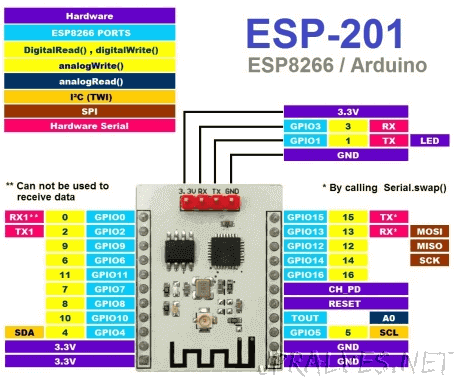 Hardware
ESP8266 PORTS
DigitalRead() , digitalWrite()
analogWrite()
analogRead()
I²C (TWI)
SPI
Hardware Serial
ESP-201
ESP8266 / Arduino
3.3V
GPIO3 3 RX
GPIO1 1 TX LED
GND
3.3V RX TX GND
** Can not be used to
receive data
* By calling Serial.swap()
RX1** 0 GPIO0
TX1 2 GPIO2
9 GPIO9
6 GPIO6
11 GPIO11
7 GPIO7
8 GPIO8
10 GPIO10
SDA 4 GPIO4
3.3V
3.3V
GPIO15 15 TX*
GPIO13 13 RX* MOSI
GPIO12 12 MISO
GPIO14 14 SCK
GPIO16 16
CH_PD
RESET
TOUT A0
GPIO5 5 SCL
GND
GND
JPRALVES.NET